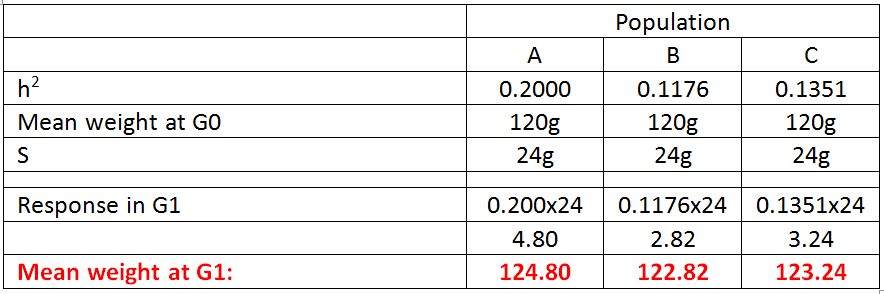 Population
A B C
h² 0.2000 0.1176 0.1351
Mean weight at G0 120g 120g 120g
S 24g 24g 24g
Response in G1 0.200x24 0.1176x24 0.1351x24
4.80 2.82 3.24
Mean weight at G1: 124.80 122.82 123.24